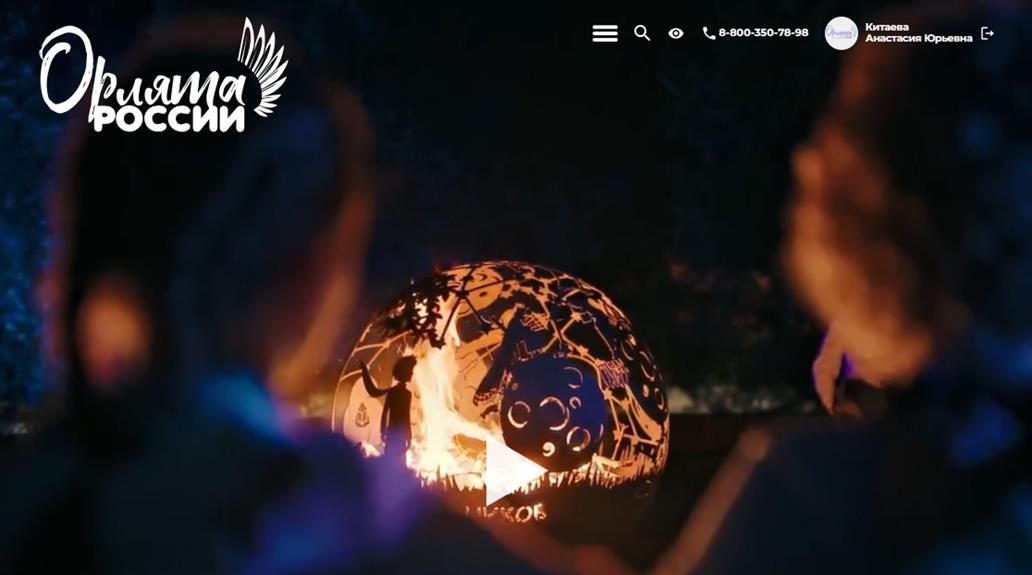 Орлята
РОССИИ
8-800-350-78-98
Китаева
Анастасия Юрьевна